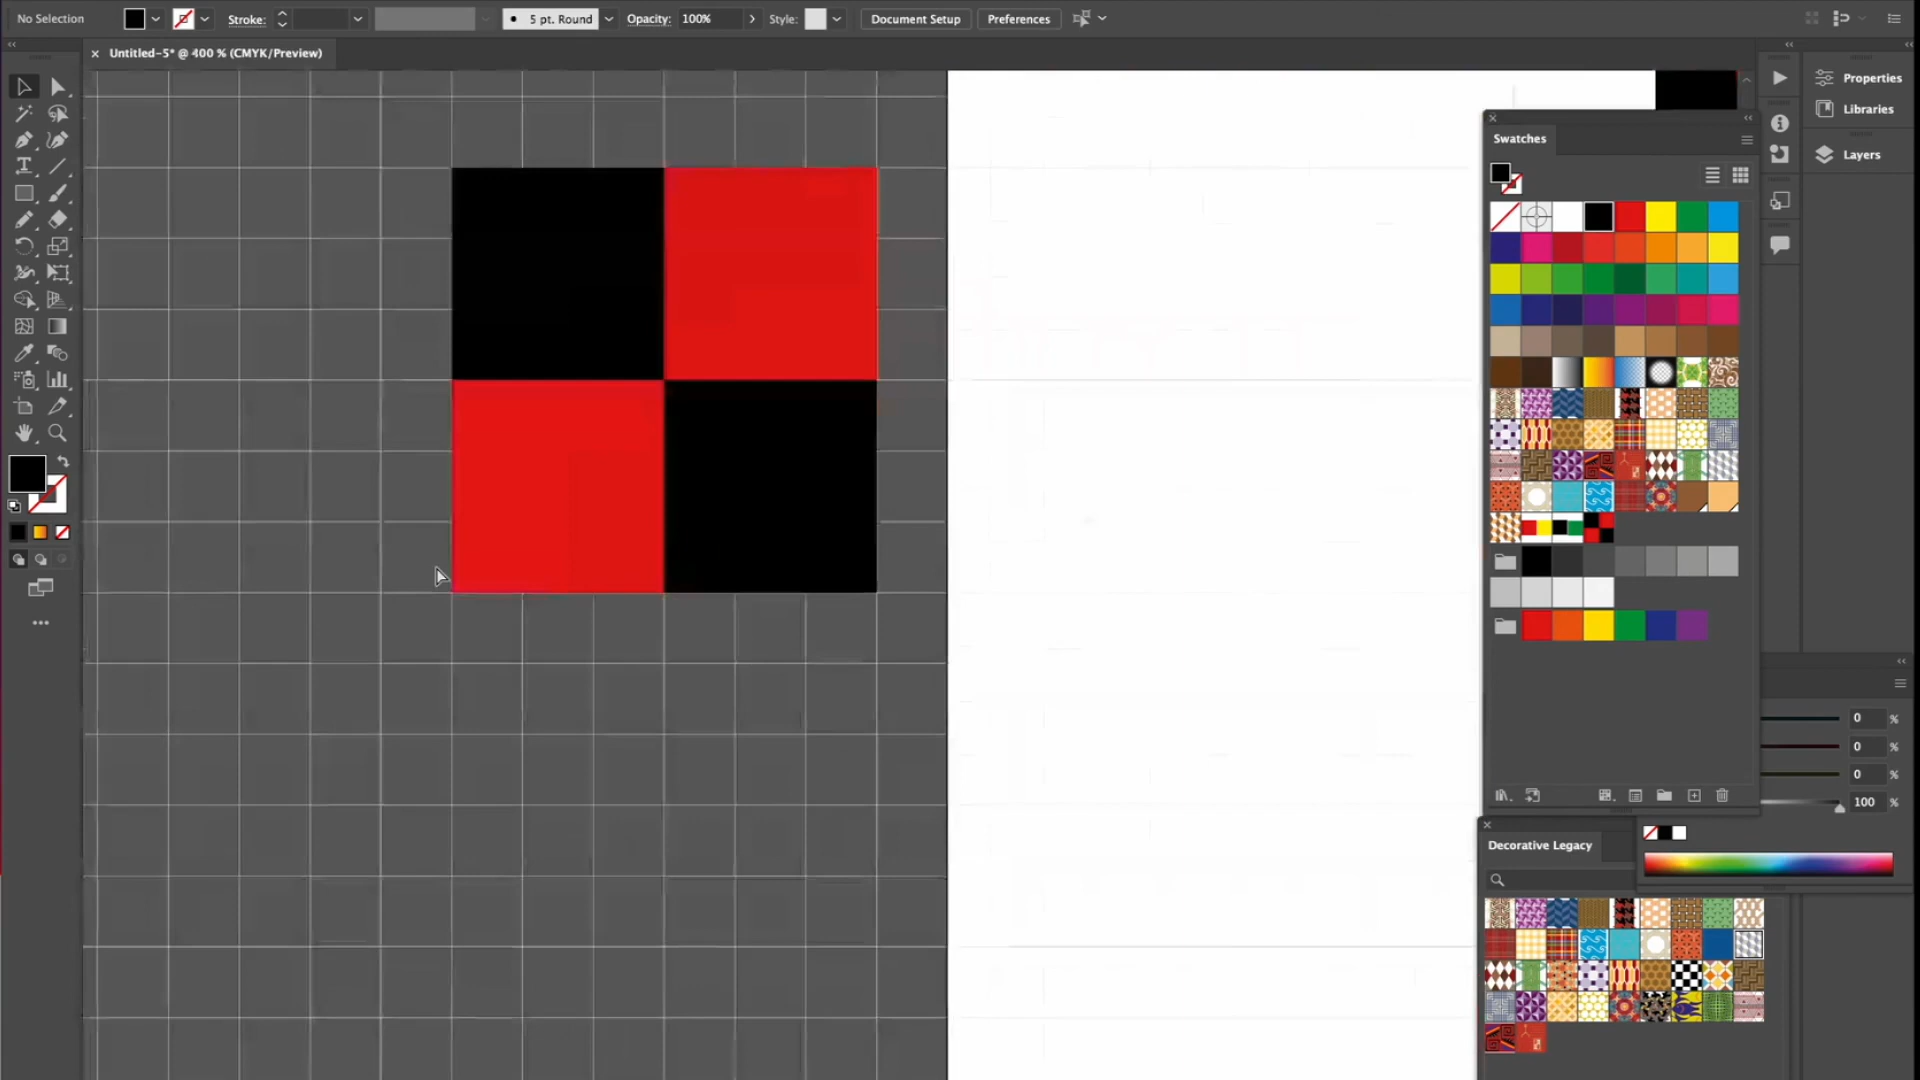 No Selection
Stroke:
5 pt. Round
Opacity: 100%
Style:
Document Setup
Preferences
Untitled-5* @ 400 % (CMYK/Preview)
Properties
Libraries
Layers
Swatches
0 %
0 %
0 %
100 %
Decorative Legacy